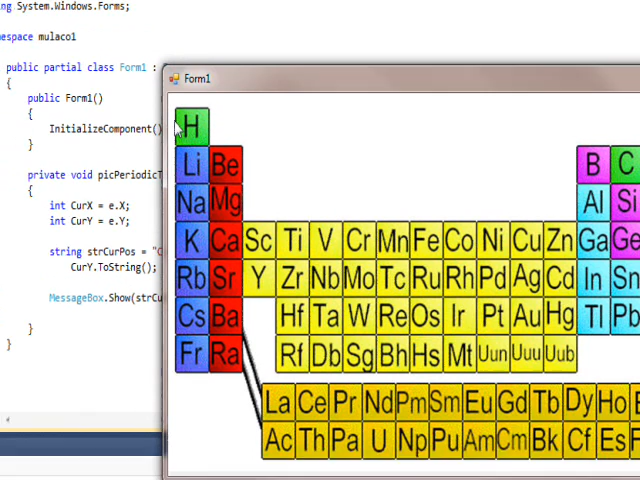 ng System.Windows.Forms;
mespace mulaco1
public partial class Form1 :
{
public Form1()
{
InitializeComponent()
}
private void picPeriodicT
{
int CurX = e.X;
int CurY = e.Y;
string strCurPos = "C
CurY.ToString();
MessageBox.Show(strCu
}
}
Form1
H
Li Be B C
Na Mg Al Si
K Ca Sc Ti V Cr Mn Fe Co Ni Cu Zn Ga Ge
Rb Sr Y Zr Nb Mo Tc Ru Rh Pd Ag Cd In Sn
Cs Ba Hf Ta W Re Os Ir Pt Au Hg Tl Pb
Fr Ra Rf Db Sg Bh Hs Mt Uun Uuu Uub
La Ce Pr Nd Pm Sm Eu Gd Tb Dy Ho E
Ac Th Pa U Np Pu Am Cm Bk Cf Es F